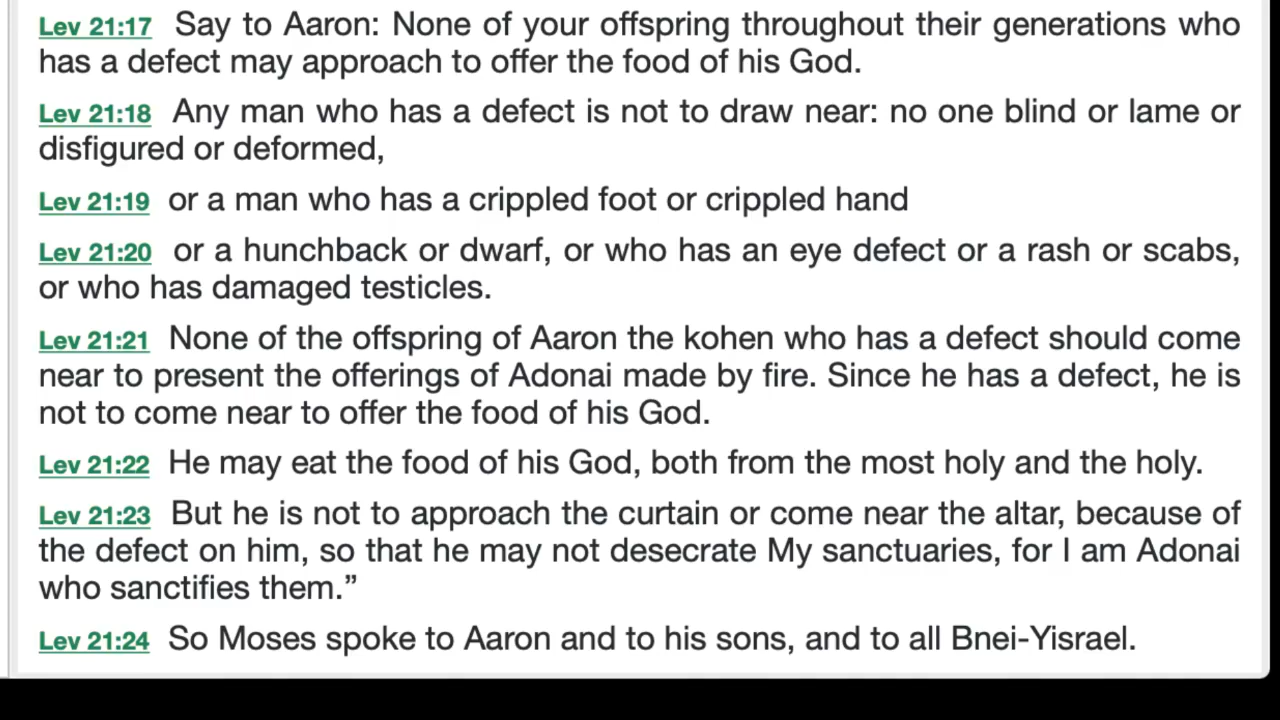 Lev 21:17 Say to Aaron: None of your offspring throughout their generations who
has a defect may approach to offer the food of his God.
Lev 21:18 Any man who has a defect is not to draw near: no one blind or lame or
disfigured or deformed,
Lev 21:19 or a man who has a crippled foot or crippled hand
Lev 21:20 or a hunchback or dwarf, or who has an eye defect or a rash or scabs,
or who has damaged testicles.
Lev 21:21 None of the offspring of Aaron the kohen who has a defect should come
near to present the offerings of Adonai made by fire. Since he has a defect, he is
not to come near to offer the food of his God.
Lev 21:22 He may eat the food of his God, both from the most holy and the holy.
Lev 21:23 But he is not to approach the curtain or come near the altar, because of
the defect on him, so that he may not desecrate My sanctuaries, for I am Adonai
who sanctifies them.”
Lev 21:24 So Moses spoke to Aaron and to his sons, and to all Bnei-Yisrael.